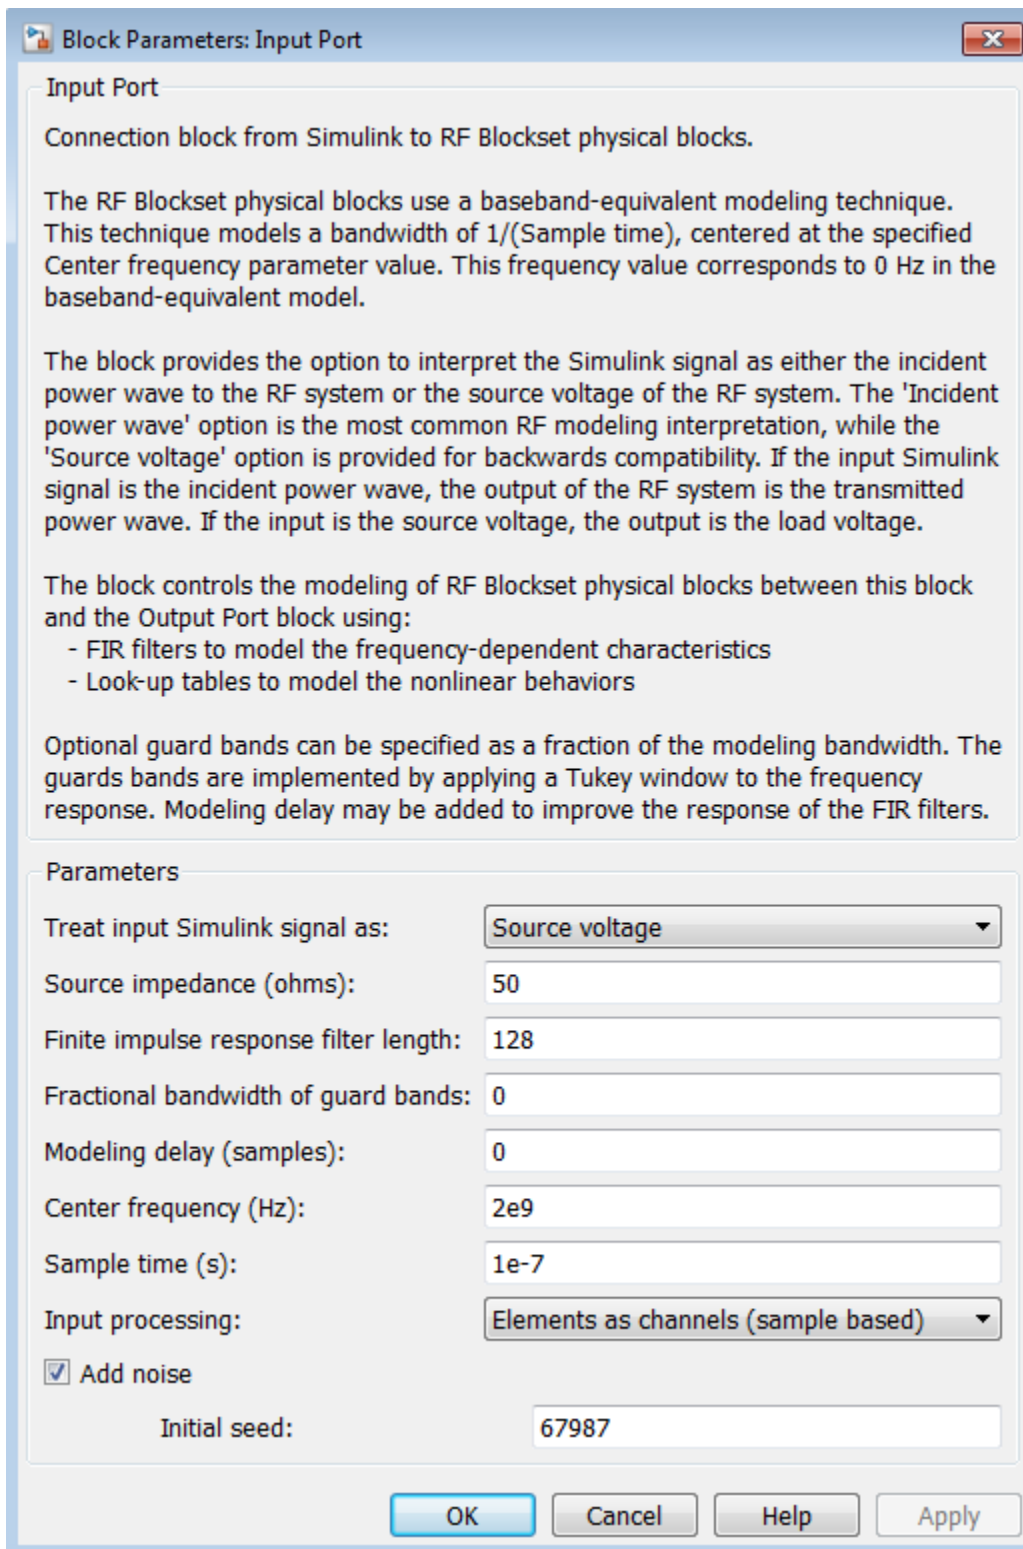 Block Parameters: Input Port
Input Port
Connection block from Simulink to RF Blockset physical blocks.
The RF Blockset physical blocks use a baseband-equivalent modeling technique.
This technique models a bandwidth of 1/(Sample time), centered at the specified
Center frequency parameter value. This frequency value corresponds to 0 Hz in the
baseband-equivalent model.
The block provides the option to interpret the Simulink signal as either the incident
power wave to the RF system or the source voltage of the RF system. The 'Incident
power wave' option is the most common RF modeling interpretation, while the
'Source voltage' option is provided for backwards compatibility. If the input Simulink
signal is the incident power wave, the output of the RF system is the transmitted
power wave. If the input is the source voltage, the output is the load voltage.
The block controls the modeling of RF Blockset physical blocks between this block
and the Output Port block using:
- FIR filters to model the frequency-dependent characteristics
- Look-up tables to model the nonlinear behaviors
Optional guard bands can be specified as a fraction of the modeling bandwidth. The
guards bands are implemented by applying a Tukey window to the frequency
response. Modeling delay may be added to improve the response of the FIR filters.
Parameters
Treat input Simulink signal as: Source voltage
Source impedance (ohms): 50
Finite impulse response filter length: 128
Fractional bandwidth of guard bands: 0
Modeling delay (samples): 0
Center frequency (Hz): 2e9
Sample time (s): 1e-7
Input processing: Elements as channels (sample based)
Add noise
Initial seed: 67987
OK Cancel Help Apply